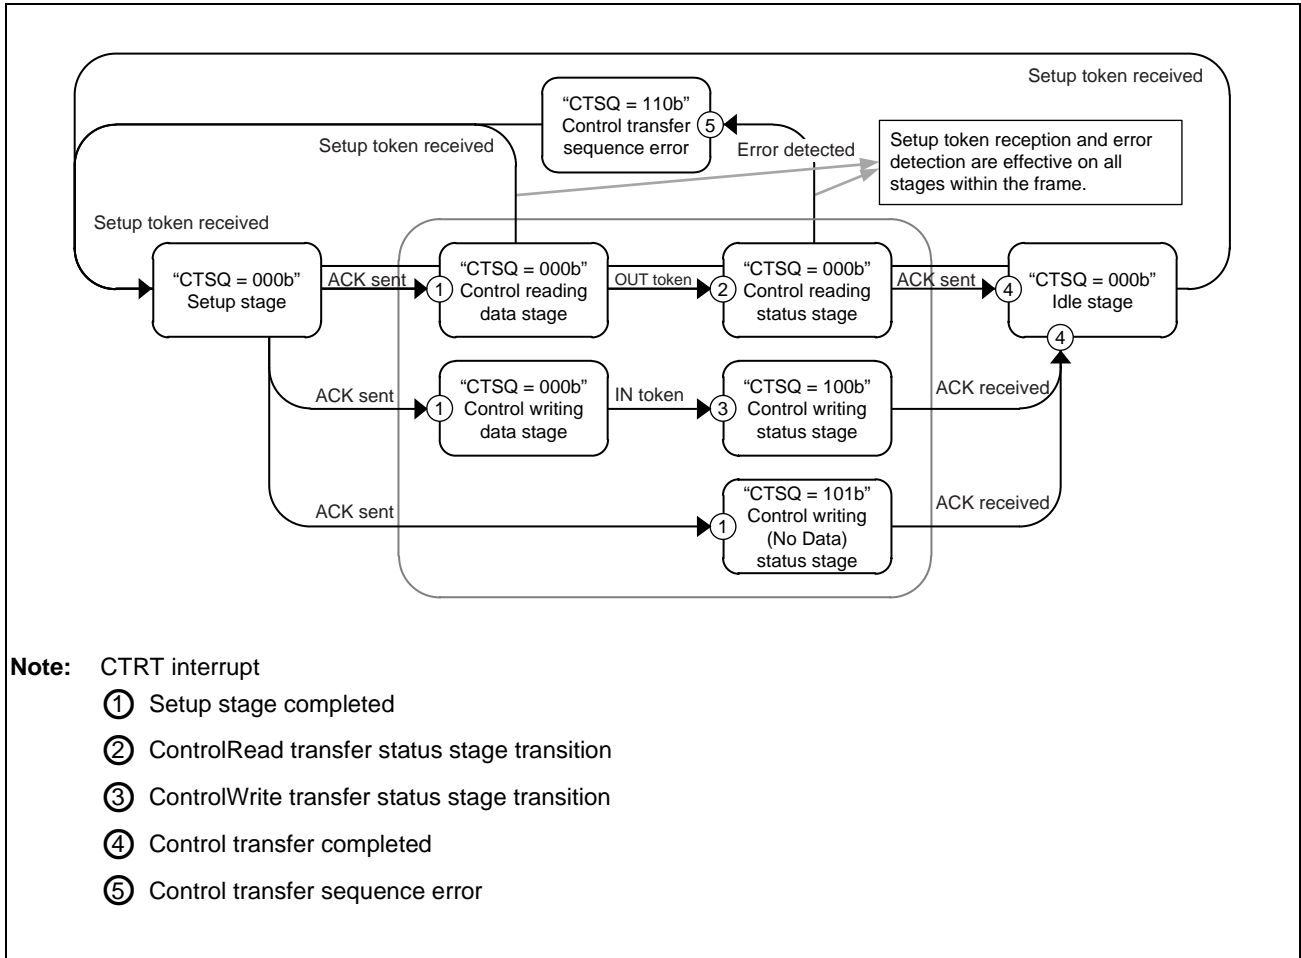 Setup token received
“CTSQ = 110b”
Control transfer
sequence error
5
Error detected
Setup token received
Setup token reception and error
detection are effective on all
stages within the frame.
Setup token received
“CTSQ = 000b”
Setup stage
ACK sent
1
“CTSQ = 000b”
Control reading
data stage
OUT token
2
“CTSQ = 000b”
Control reading
status stage
ACK sent
4
“CTSQ = 000b”
Idle stage
4
ACK sent
1
“CTSQ = 000b”
Control writing
data stage
IN token
3
“CTSQ = 100b”
Control writing
status stage
ACK received
ACK sent
1
“CTSQ = 101b”
Control writing
(No Data)
status stage
ACK received
Note: CTRT interrupt
1 Setup stage completed
2 ControlRead transfer status stage transition
3 ControlWrite transfer status stage transition
4 Control transfer completed
5 Control transfer sequence error